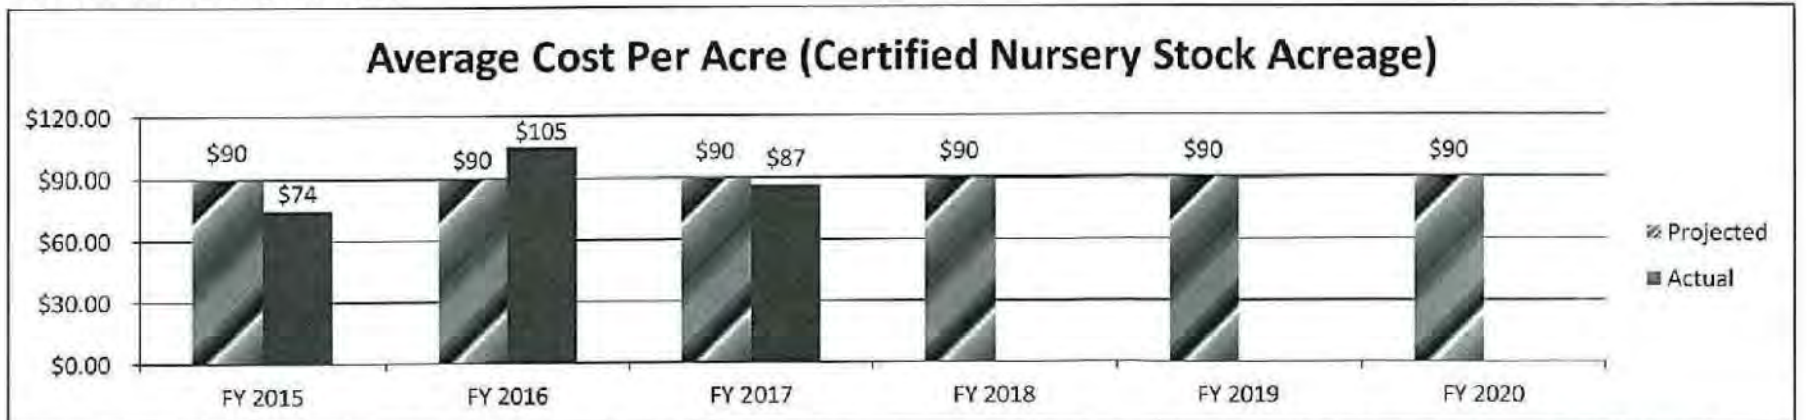 Average Cost Per Acre (Certified Nursery Stock Acreage)
$120.00
$90.00
$60.00
$30.00
$0.00
$90
$74
$90
$105
$90
$87
$90
$90
$90
FY 2015
FY 2016
FY 2017
FY 2018
FY 2019
FY 2020
Projected
Actual